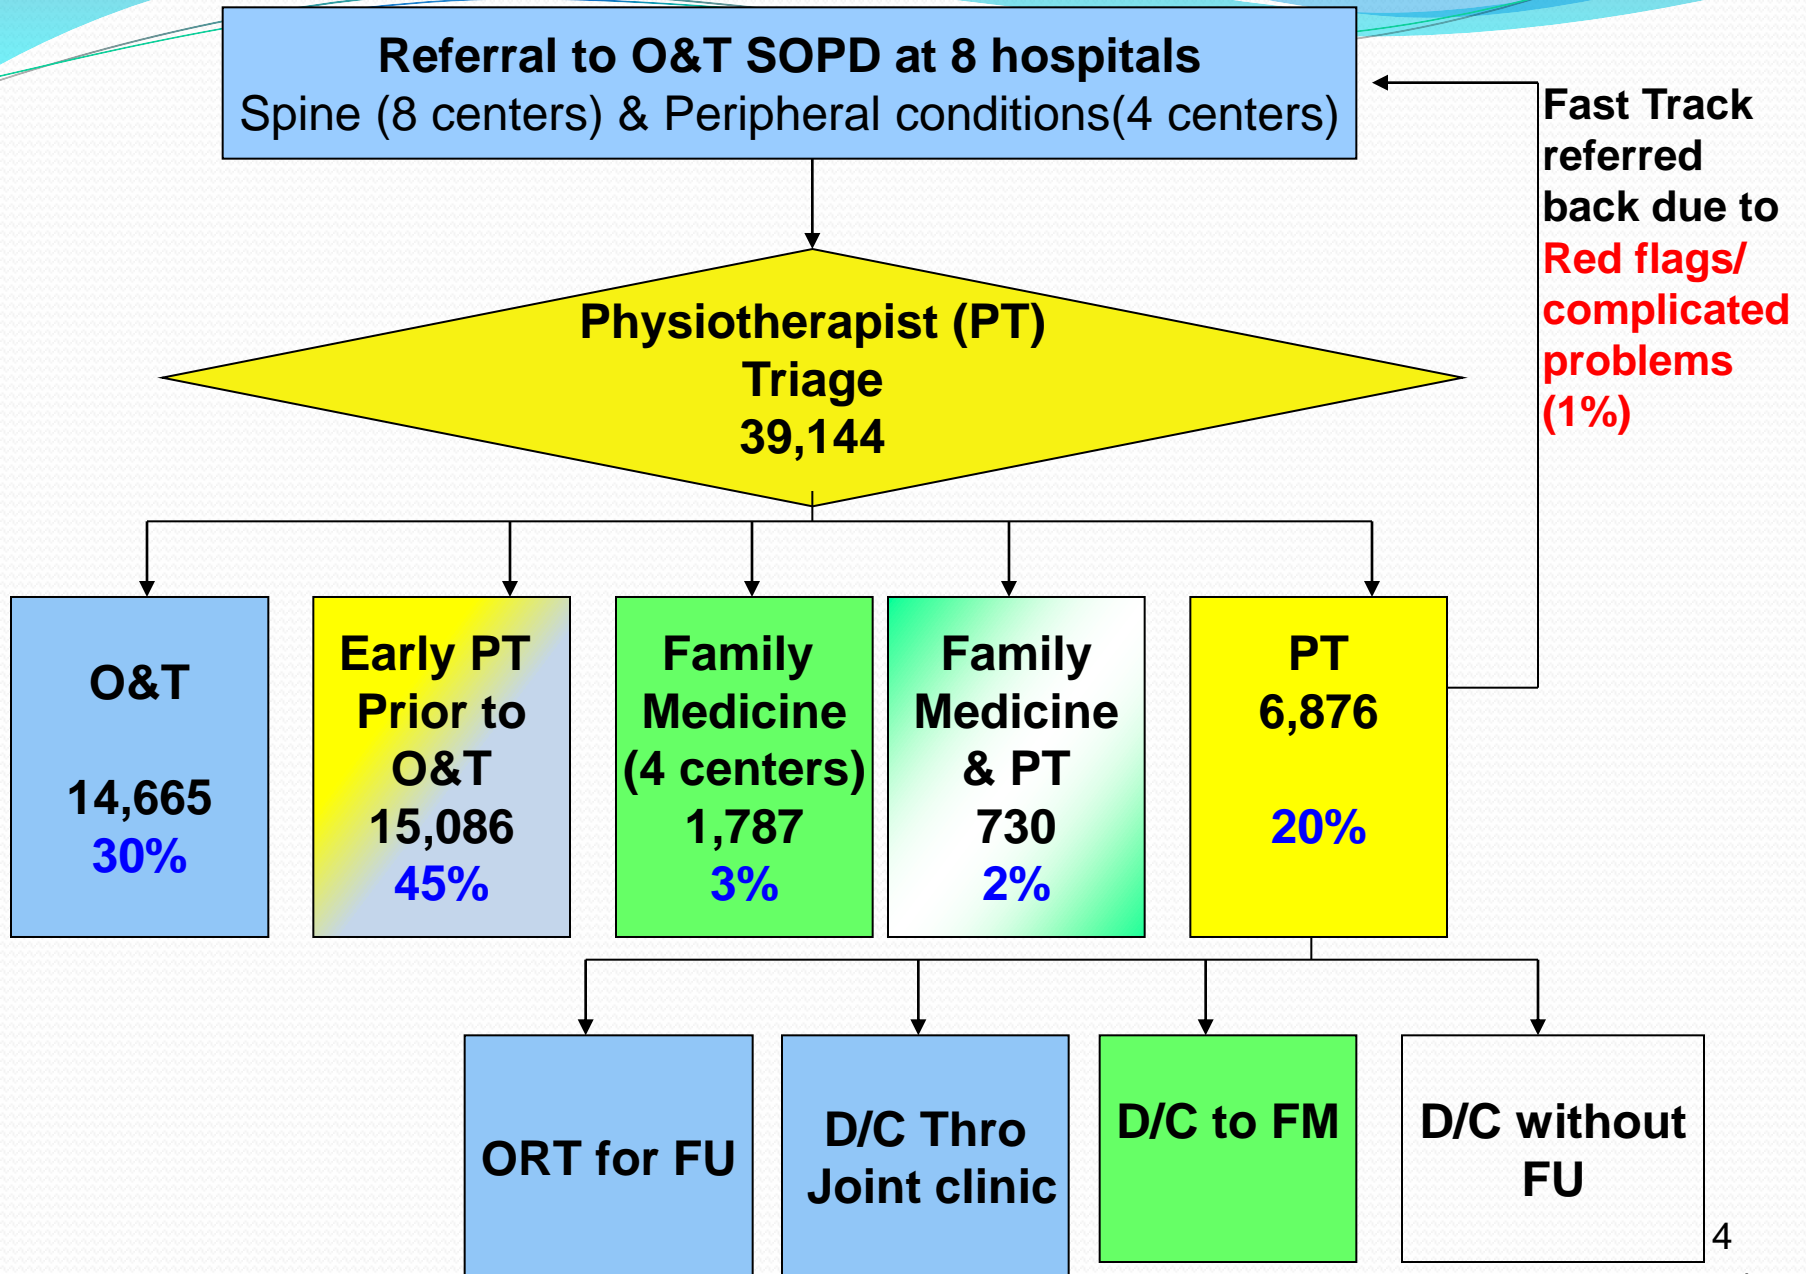 Referral to O&T SOPD at 8 hospitals
Spine (8 centers) & Peripheral conditions(4 centers)
Fast Track
referred
back due to
Red flags/
complicated
problems
(1%)
Physiotherapist (PT)
Triage
39,144
O&T
14,665
30%
Early PT
Prior to
O&T
15,086
45%
Family
Medicine
(4 centers)
1,787
3%
Family
Medicine
& PT
730
2%
PT
6,876
20%
ORT for FU
D/C Thro
Joint clinic
D/C to FM
D/C without
FU
4